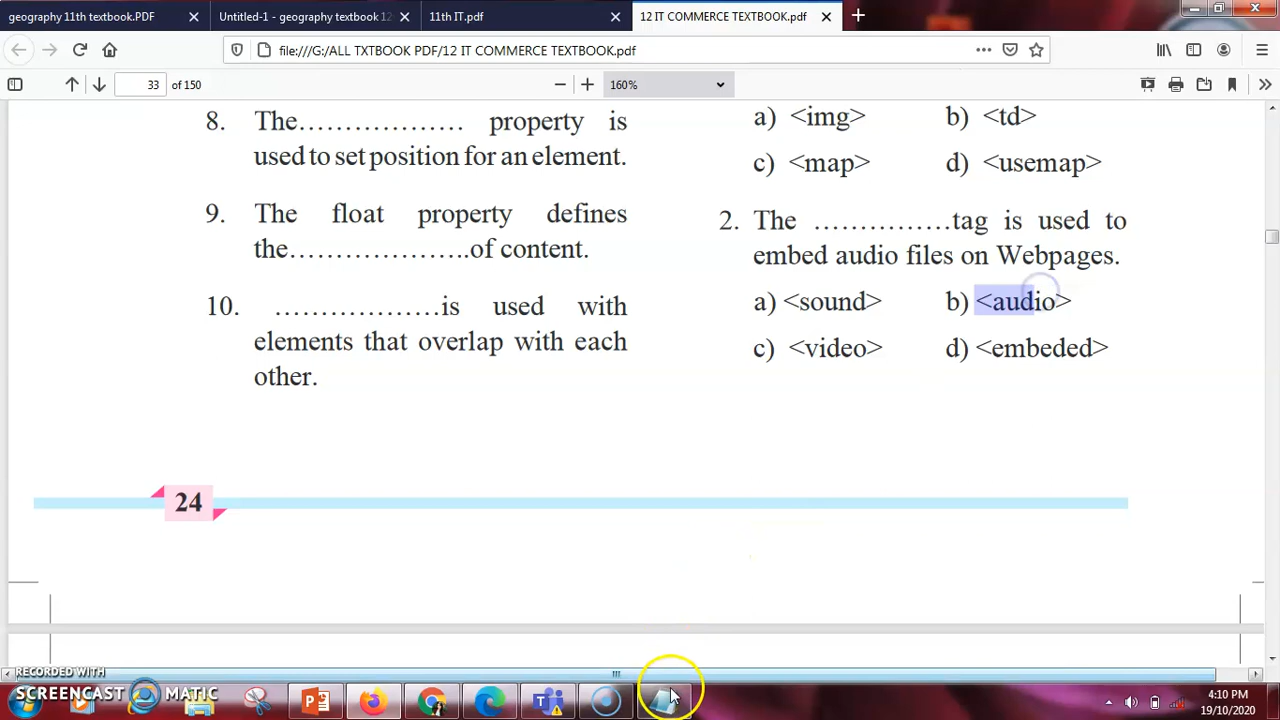 geography 11th textbook.PDF
Untitled-1 - geography textbook 12
11th IT.pdf
12 IT COMMERCE TEXTBOOK.pdf
file:///G:/ALL TXTBOOK PDF/12 IT COMMERCE TEXTBOOK.pdf
33 of 150
160%
8. The……………… property is
used to set position for an element.
9. The float property defines
the………………..of content.
10. ………………is used with
elements that overlap with each
other.
a) <img> b) <td>
c) <map> d) <usemap>
2. The ……………tag is used to
embed audio files on Webpages.
a) <sound> b) <audio>
c) <video> d) <embeded>
24
RECORDED WITH
SCREENCAST MATIC
4:10 PM
19/10/2020